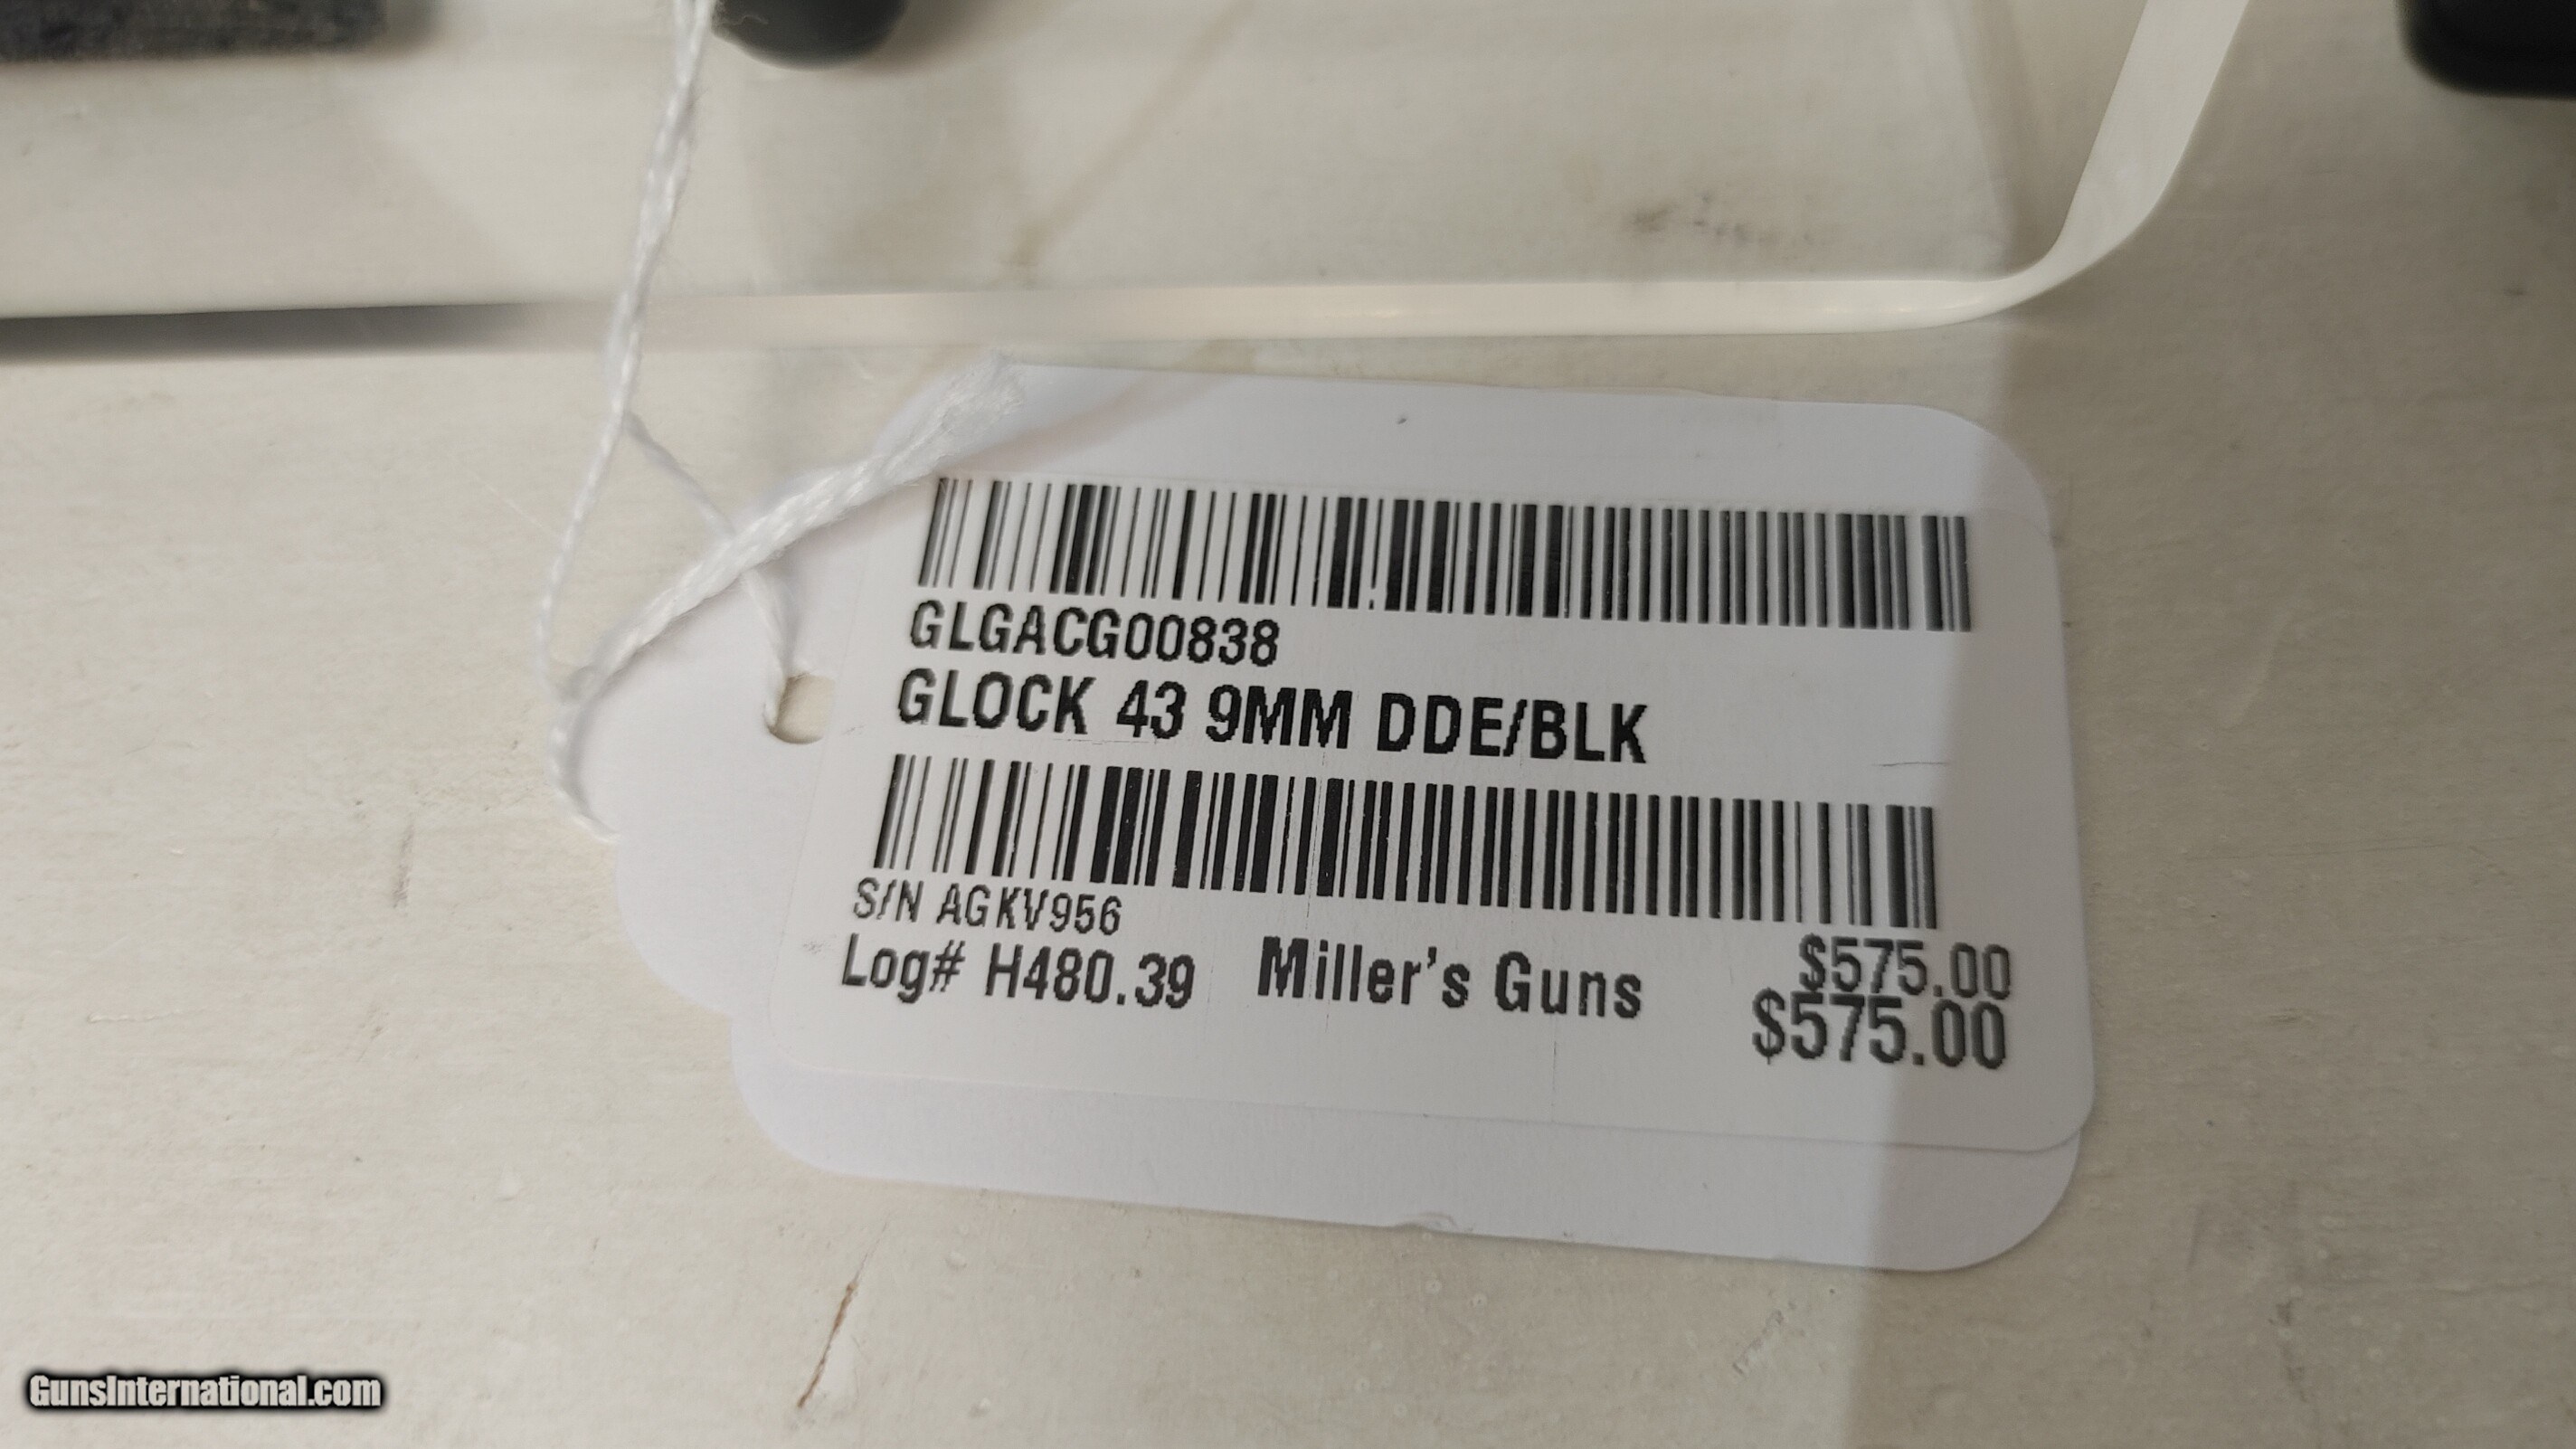 GLGACG00838
GLOCK 43 9MM DDE/BLK
S/N AGKV956
Log# H480.39 Miller's Guns $575.00
$575.00
GunsInternational.com